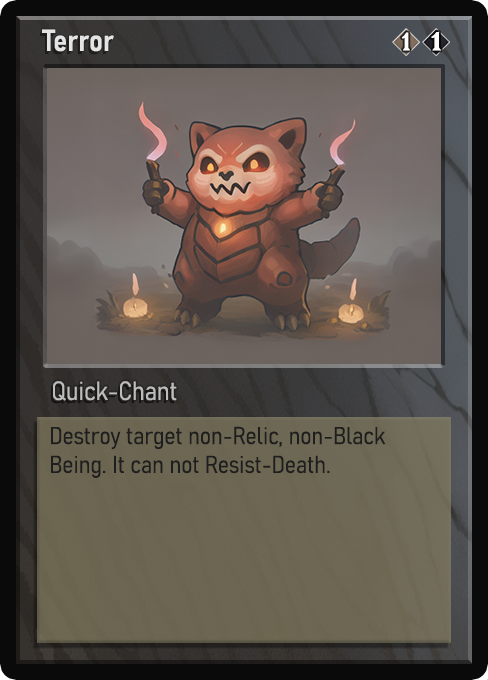 Terror 1 1
Quick-Chant
Destroy target non-Relic, non-Black
Being. It can not Resist-Death.